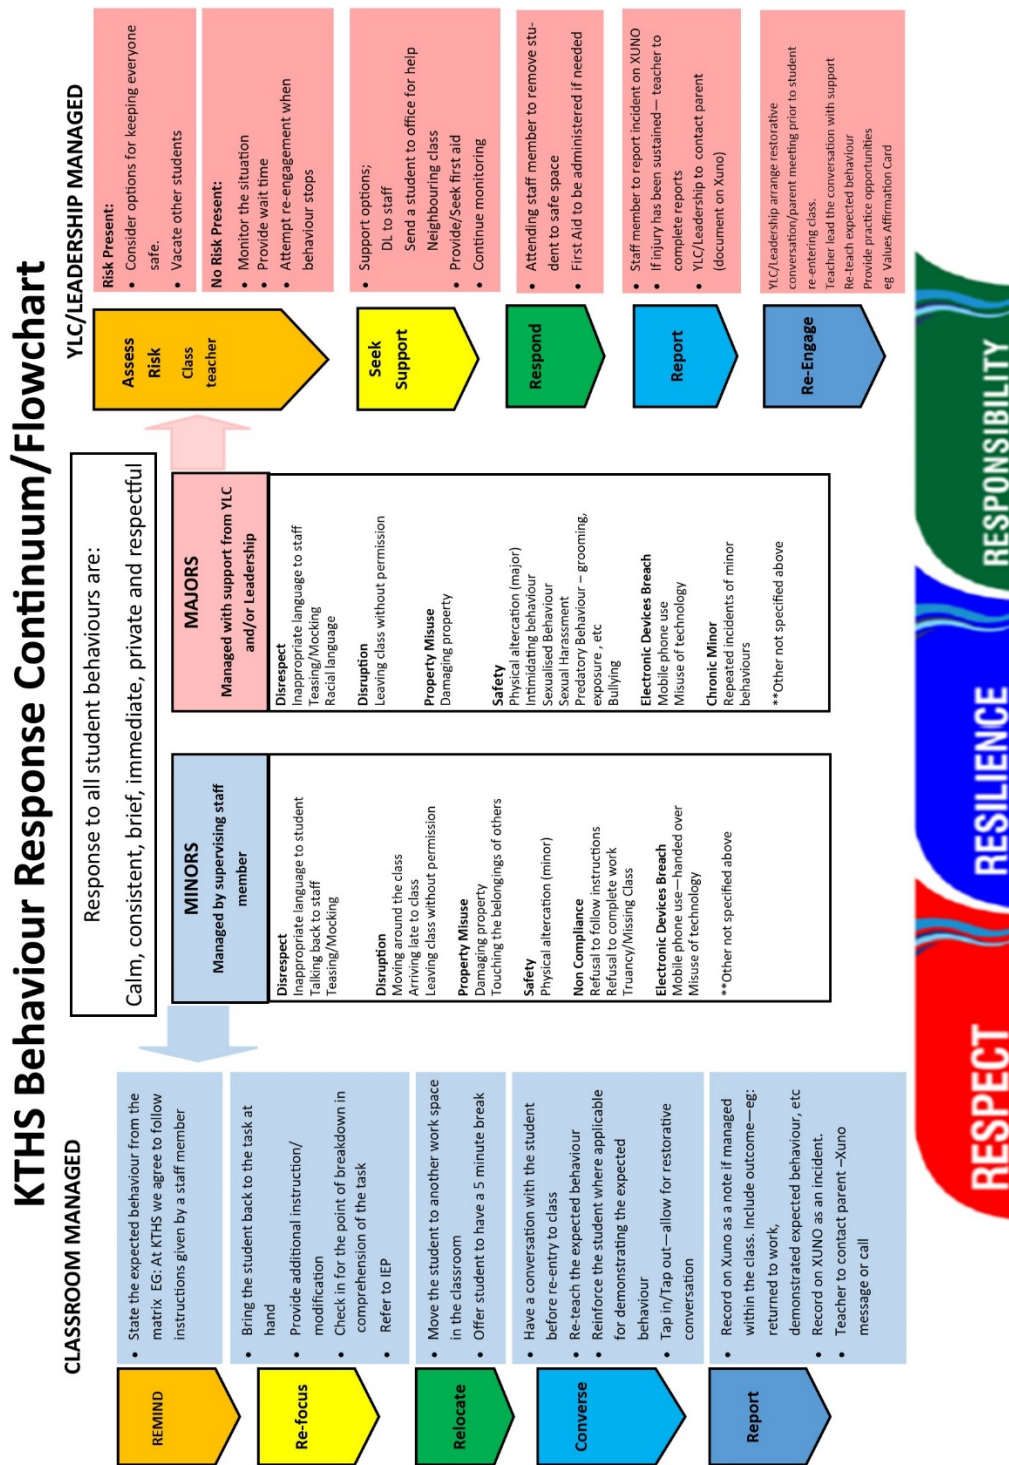 KTHS Behaviour Response Continuum/Flowchart
Response to all student behaviours are:
Calm, consistent, brief, immediate, private and respectful
CLASSROOM MANAGED
REMIND
• State the expected behaviour from the
matrix EG: At KTHS we agree to follow
instructions given by a staff member
Re-focus
• Bring the student back to the task at
hand
• Provide additional instruction/
modification
• Check in for the point of breakdown in
comprehension of the task
• Refer to IEP
Relocate
• Move the student to another work space
in the classroom
• Offer student to have a 5 minute break
Converse
• Have a conversation with the student
before re-entry to class
• Re-teach the expected behaviour
• Reinforce the student where applicable
for demonstrating the expected
behaviour
• Tap in/Tap out—allow for restorative
conversation
Report
• Record on Xuno as a note if managed
within the class. Include outcome—eg:
returned to work,
demonstrated expected behaviour, etc
• Record on XUNO as an incident.
• Teacher to contact parent –Xuno
message or call
MINORS
Managed by supervising staff
member
Disrespect
Inappropriate language to student
Talking back to staff
Teasing/Mocking
Disruption
Moving around the class
Arriving late to class
Leaving class without permission
Property Misuse
Damaging property
Touching the belongings of others
Safety
Physical altercation (minor)
Non Compliance
Refusal to follow instructions
Refusal to complete work
Truancy/Missing Class
Electronic Devices Breach
Mobile phone use—handed over
Misuse of technology
**Other not specified above
MAJORS
Managed with support from YLC
and/or Leadership
Disrespect
Inappropriate language to staff
Teasing/Mocking
Racial language
Disruption
Leaving class without permission
Property Misuse
Damaging property
Safety
Physical altercation (major)
Intimidating behaviour
Sexualised Behaviour
Sexual Harassment
Predatory Behaviour – grooming,
exposure , etc
Bullying
Electronic Devices Breach
Mobile phone use
Misuse of technology
Chronic Minor
Repeated incidents of minor
behaviours
**Other not specified above
YLC/LEADERSHIP MANAGED
Assess
Risk
Class
teacher
Risk Present:
• Consider options for keeping everyone
safe.
• Vacate other students
No Risk Present:
• Monitor the situation
• Provide wait time
• Attempt re-engagement when
behaviour stops
Seek
Support
• Support options;
DL to staff
Send a student to office for help
Neighbouring class
• Provide/Seek first aid
• Continue monitoring
Respond
• Attending staff member to remove stu-
dent to safe space
• First Aid to be administered if needed
Report
• Staff member to report incident on XUNO
• If injury has been sustained— teacher to
complete reports
• YLC/Leadership to contact parent
(document on Xuno)
Re-Engage
YLC/Leadership arrange restorative
conversation/parent meeting prior to student
re-entering class.
Teacher lead the conversation with support
Re-teach expected behaviour
Provide practice opportunities
eg Values Affirmation Card
RESPECT
RESILIENCE
RESPONSIBILITY